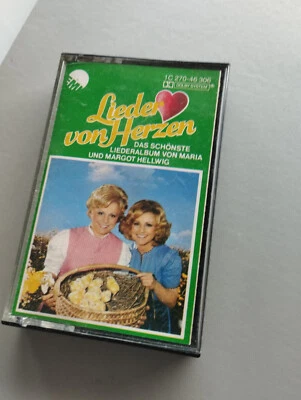 1C 270-46 306
DOLBY SYSTEM
Lieder
von Herzen
DAS SCHÖNSTE
LIEDERALBUM VON MARIA
UND MARGOT HELLWIG